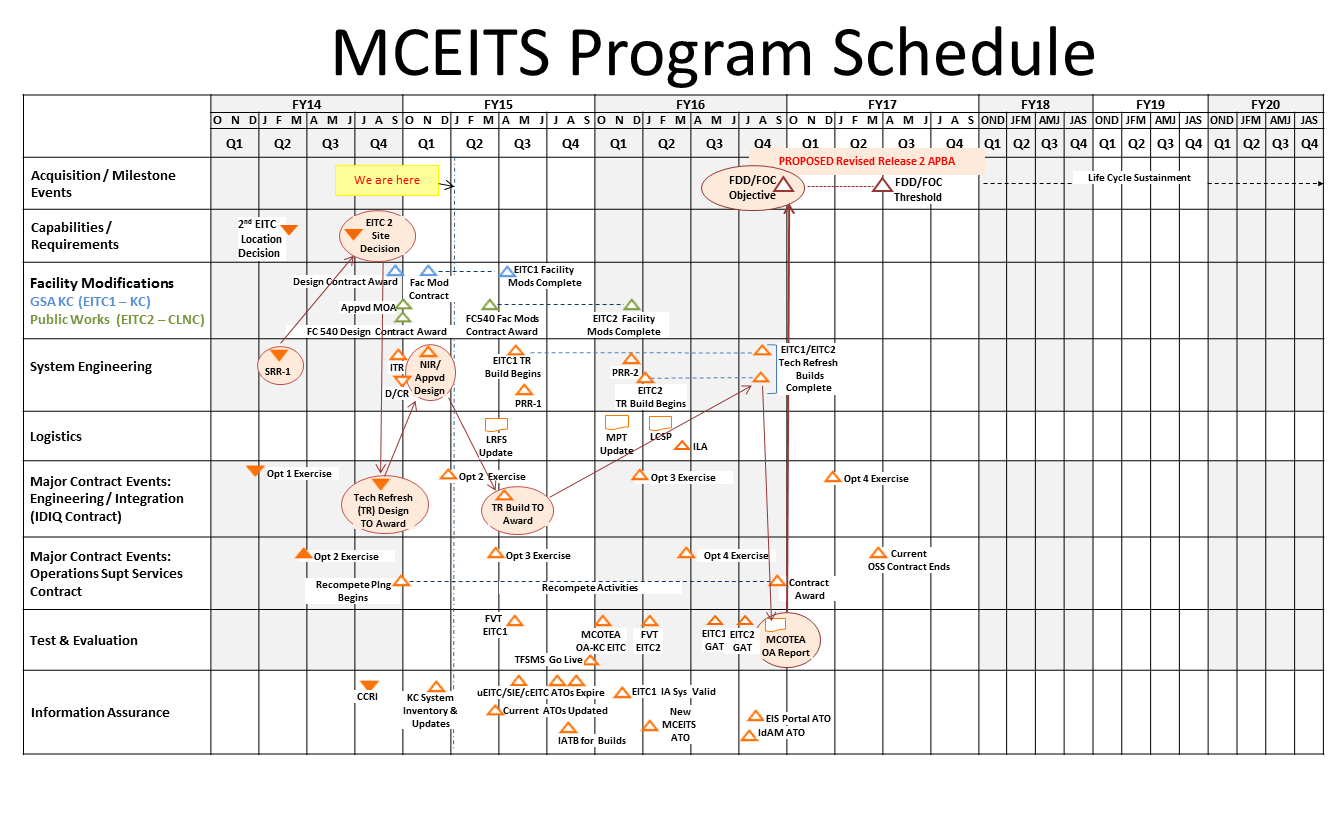 MCEITS Program Schedule
FY14 FY15 FY16 FY17 FY18 FY19 FY20
O N D J F M A M J J A S O N D J F M A M J J A S O N D J F M A M J J A S O N D J F M A M J J A S OND JFM AMJ JAS OND JFM AMJ JAS OND JFM AMJ JAS
Q1 Q2 Q3 Q4 Q1 Q2 Q3 Q4 Q1 Q2 Q3 Q4 Q1 Q2 Q3 Q4 Q1 Q2 Q3 Q4 Q1 Q2 Q3 Q4 Q1 Q2 Q3 Q4
PROPOSED Revised Release 2 APBA
Acquisition / Milestone
Events
We are here
FDD/FOC
Objective
FDD/FOC
Threshold
Life Cycle Sustainment
Capabilities /
Requirements
2nd EITC
Location
Decision
EITC 2
Site
Decision
Facility Modifications
GSA KC (EITC1 – KC)
Public Works (EITC2 – CLNC)
Design Contract Award
Fac Mod
Contract
EITC1 Facility
Mods Complete
Appvd MOA
FC 540 Design Contract Award
FC540 Fac Mods
Contract Award
EITC2 Facility
Mods Complete
System Engineering
SRR-1
ITR
D/CR
NIR/
Appvd
Design
EITC1 TR
Build Begins
PRR-1
PRR-2
EITC2
TR Build Begins
EITC1/EITC2
Tech Refresh
Builds
Complete
Logistics
LRFS
Update
MPT
Update
LCSP
ILA
Major Contract Events:
Engineering / Integration
(IDIQ Contract)
Opt 1 Exercise
Tech Refresh
(TR) Design
TO Award
Opt 2 Exercise
TR Build TO
Award
Opt 3 Exercise
Opt 4 Exercise
Major Contract Events:
Operations Supt Services
Contract
Opt 2 Exercise
Opt 3 Exercise
Opt 4 Exercise
Current
OSS Contract Ends
Recompete Plng
Begins
Recompete Activities
Contract
Award
Test & Evaluation
FVT
EITC1
TFSMS Go Live
MCOTEA
OA-KC EITC
FVT
EITC2
EITC1
GAT
EITC2
GAT
MCOTEA
OA Report
Information Assurance
CCRI
KC System
Inventory &
Updates
uEITC/SIE/cEITC ATOs Expire
Current ATOs Updated
IATB for Builds
EITC1 IA Sys Valid
New
MCEITS
ATO
EIS Portal ATO
IdAM ATO